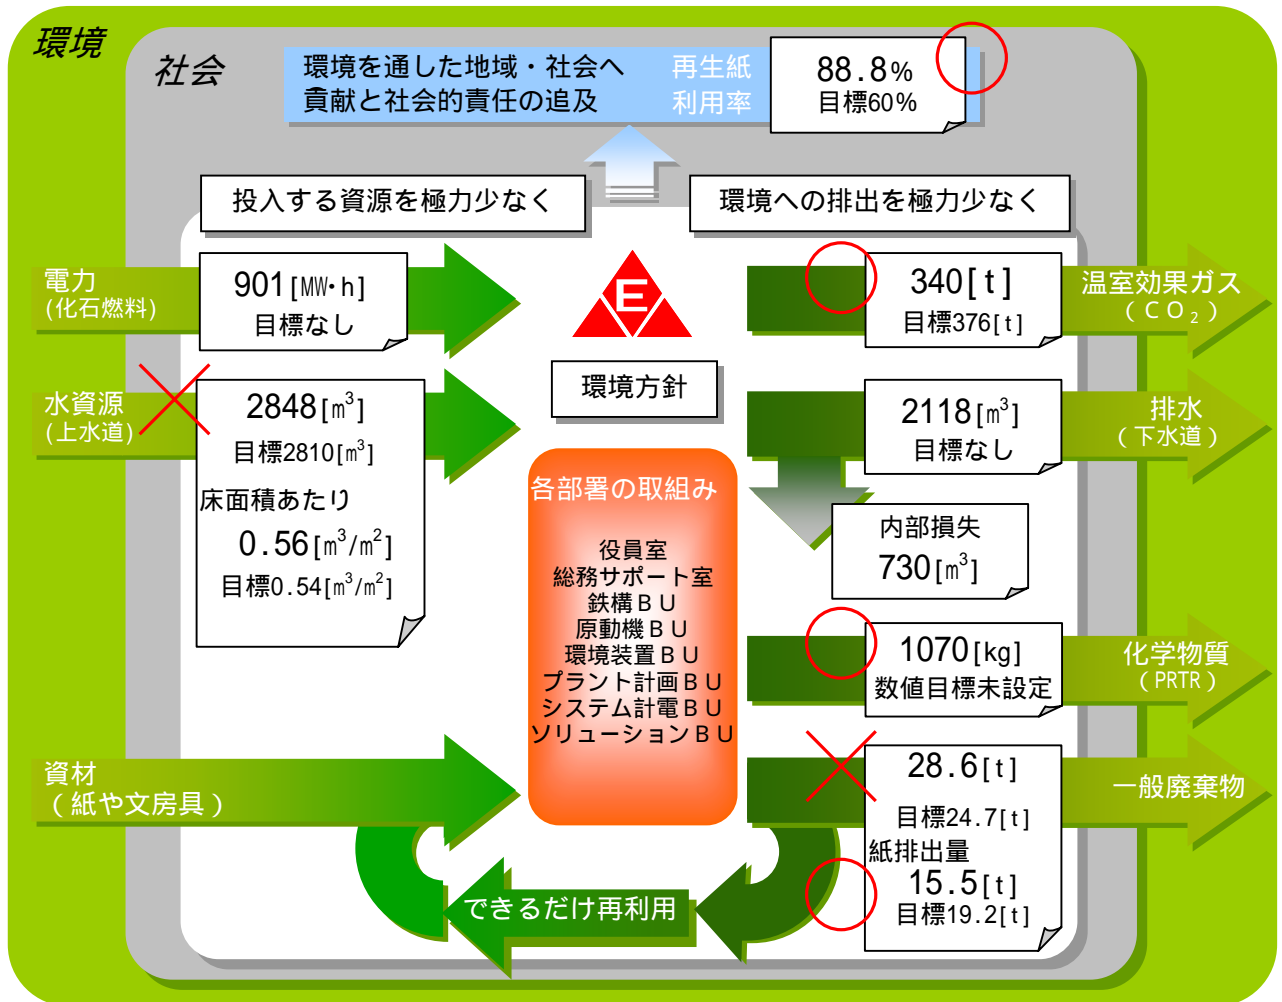 環境
社会
環境を通した地域・社会へ
貢献と社会的責任の追及
再生紙
利用率
88.8%
目標60%
投入する資源を極力少なく
環境への排出を極力少なく
電力
(化石燃料)
901[MW・h]
目標なし
E
340[t]
目標376[t]
温室効果ガス
(CO₂)
環境方針
水資源
(上水道)
2848[m³]
目標2810[m³]
床面積あたり
0.56[m³/m²]
目標0.54[m³/m²]
2118[m³]
目標なし
排水
(下水道)
内部損失
730[m³]
各部署の取組み
役員室
総務サポート室
鉄構BU
原動機BU
環境装置BU
プラント計画BU
システム計電BU
ソリューションBU
1070[kg]
数値目標未設定
化学物質
(PRTR)
資材
(紙や文房具)
28.6[t]
目標24.7[t]
紙排出量
15.5[t]
目標19.2[t]
一般廃棄物
できるだけ再利用